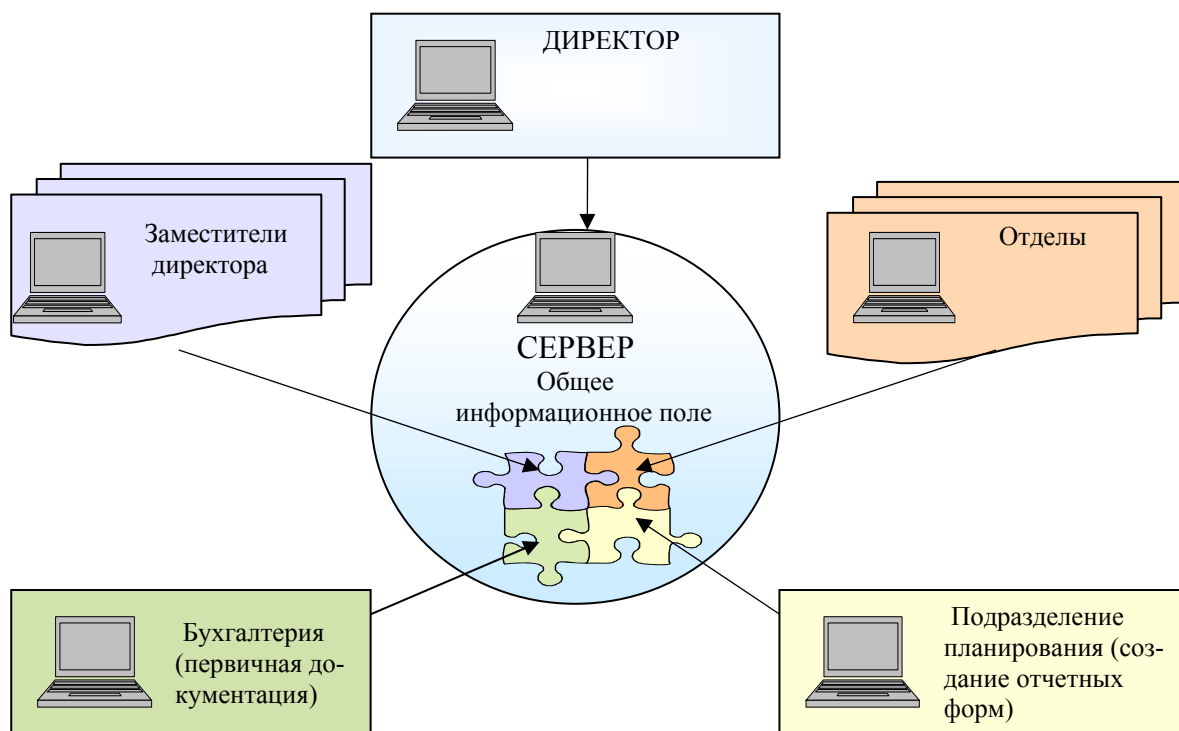 ДИРЕКТОР
Заместители
директора
Отделы
СЕРВЕР
Общее
информационное поле
Бухгалтерия
(первичная до-
кументация)
Подразделение
планирования (соз-
дание отчетных
форм)